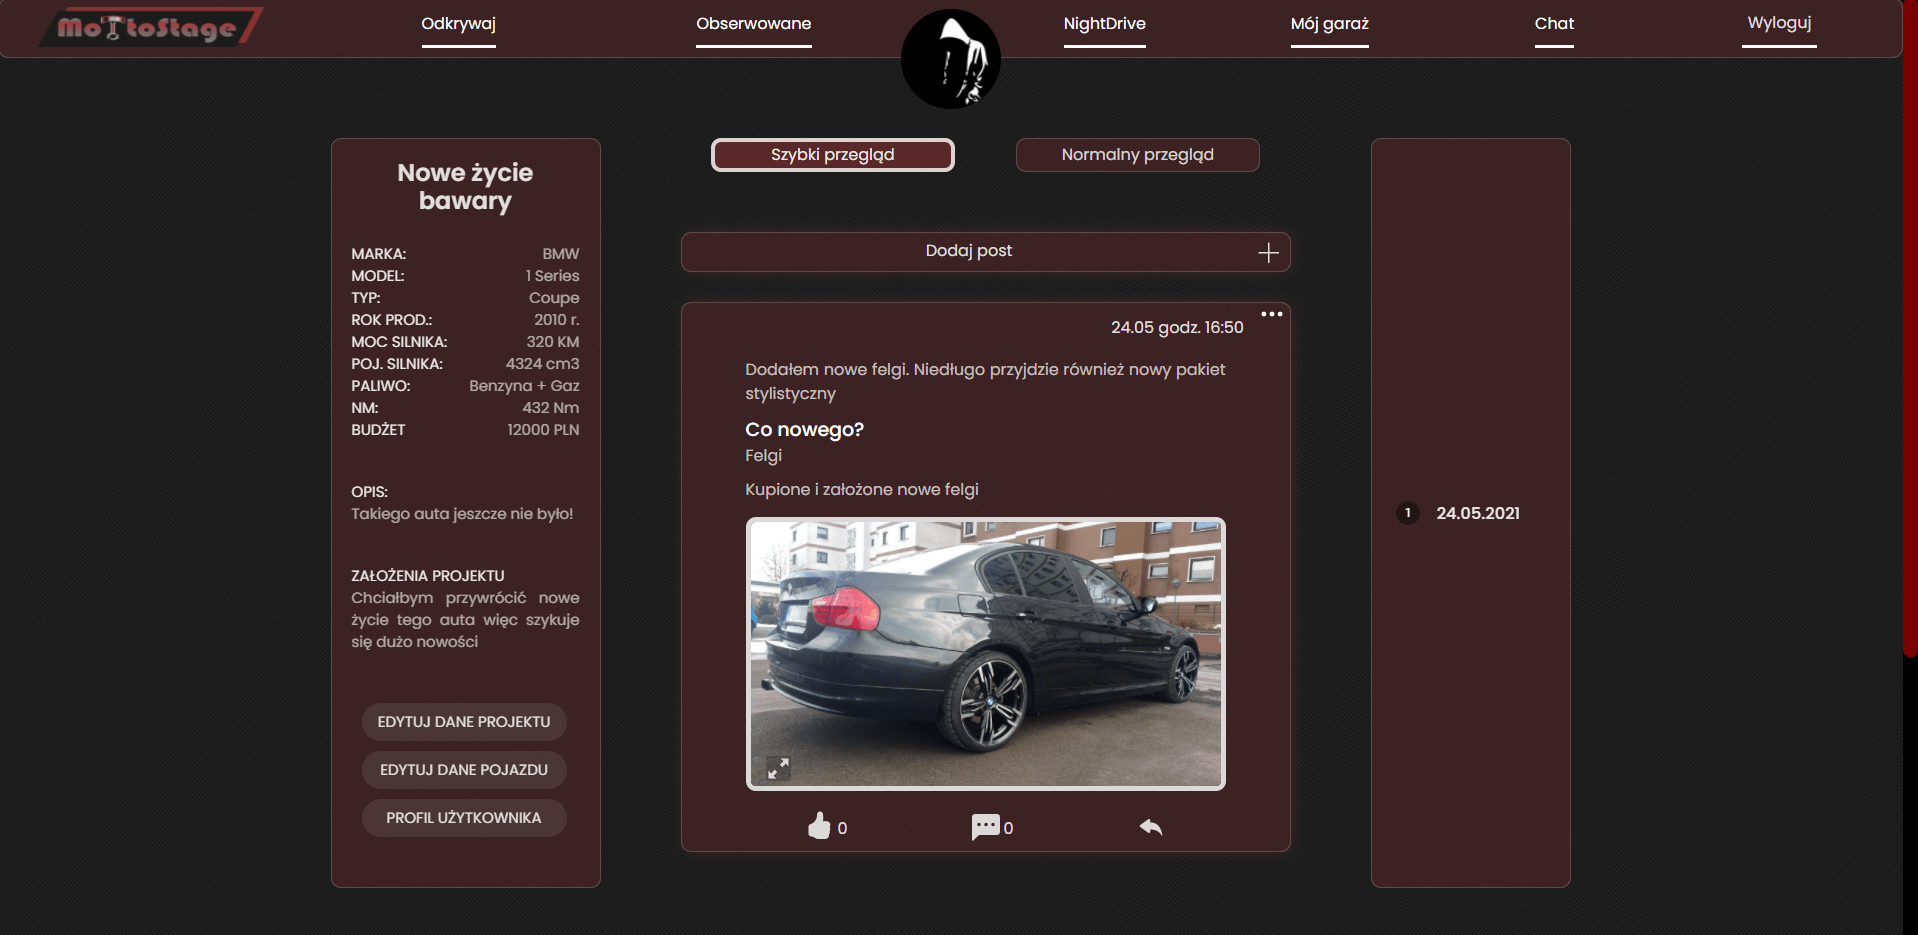 MoTtoStage
Odkrywaj
Obserwowane
NightDrive
Mój garaż
Chat
Wyloguj
Nowe życie
bawary
MARKA: BMW
MODEL: 1 Series
TYP: Coupe
ROK PROD.: 2010 r.
MOC SILNIKA: 320 KM
POJ. SILNIKA: 4324 cm3
PALIWO: Benzyna + Gaz
NM: 432 Nm
BUDŻET 12000 PLN
OPIS:
Takiego auta jeszcze nie było!
ZAŁOŻENIA PROJEKTU
Chciałbym przywrócić nowe
życie tego auta więc szykuje
się dużo nowości
EDYTUJ DANE PROJEKTU
EDYTUJ DANE POJAZDU
PROFIL UŻYTKOWNIKA
Szybki przegląd
Normalny przegląd
Dodaj post
24.05 godz. 16:50
Dodałem nowe felgi. Niedługo przyjdzie również nowy pakiet
stylistyczny
Co nowego?
Felgi
Kupione i założone nowe felgi
0
0
1 24.05.2021